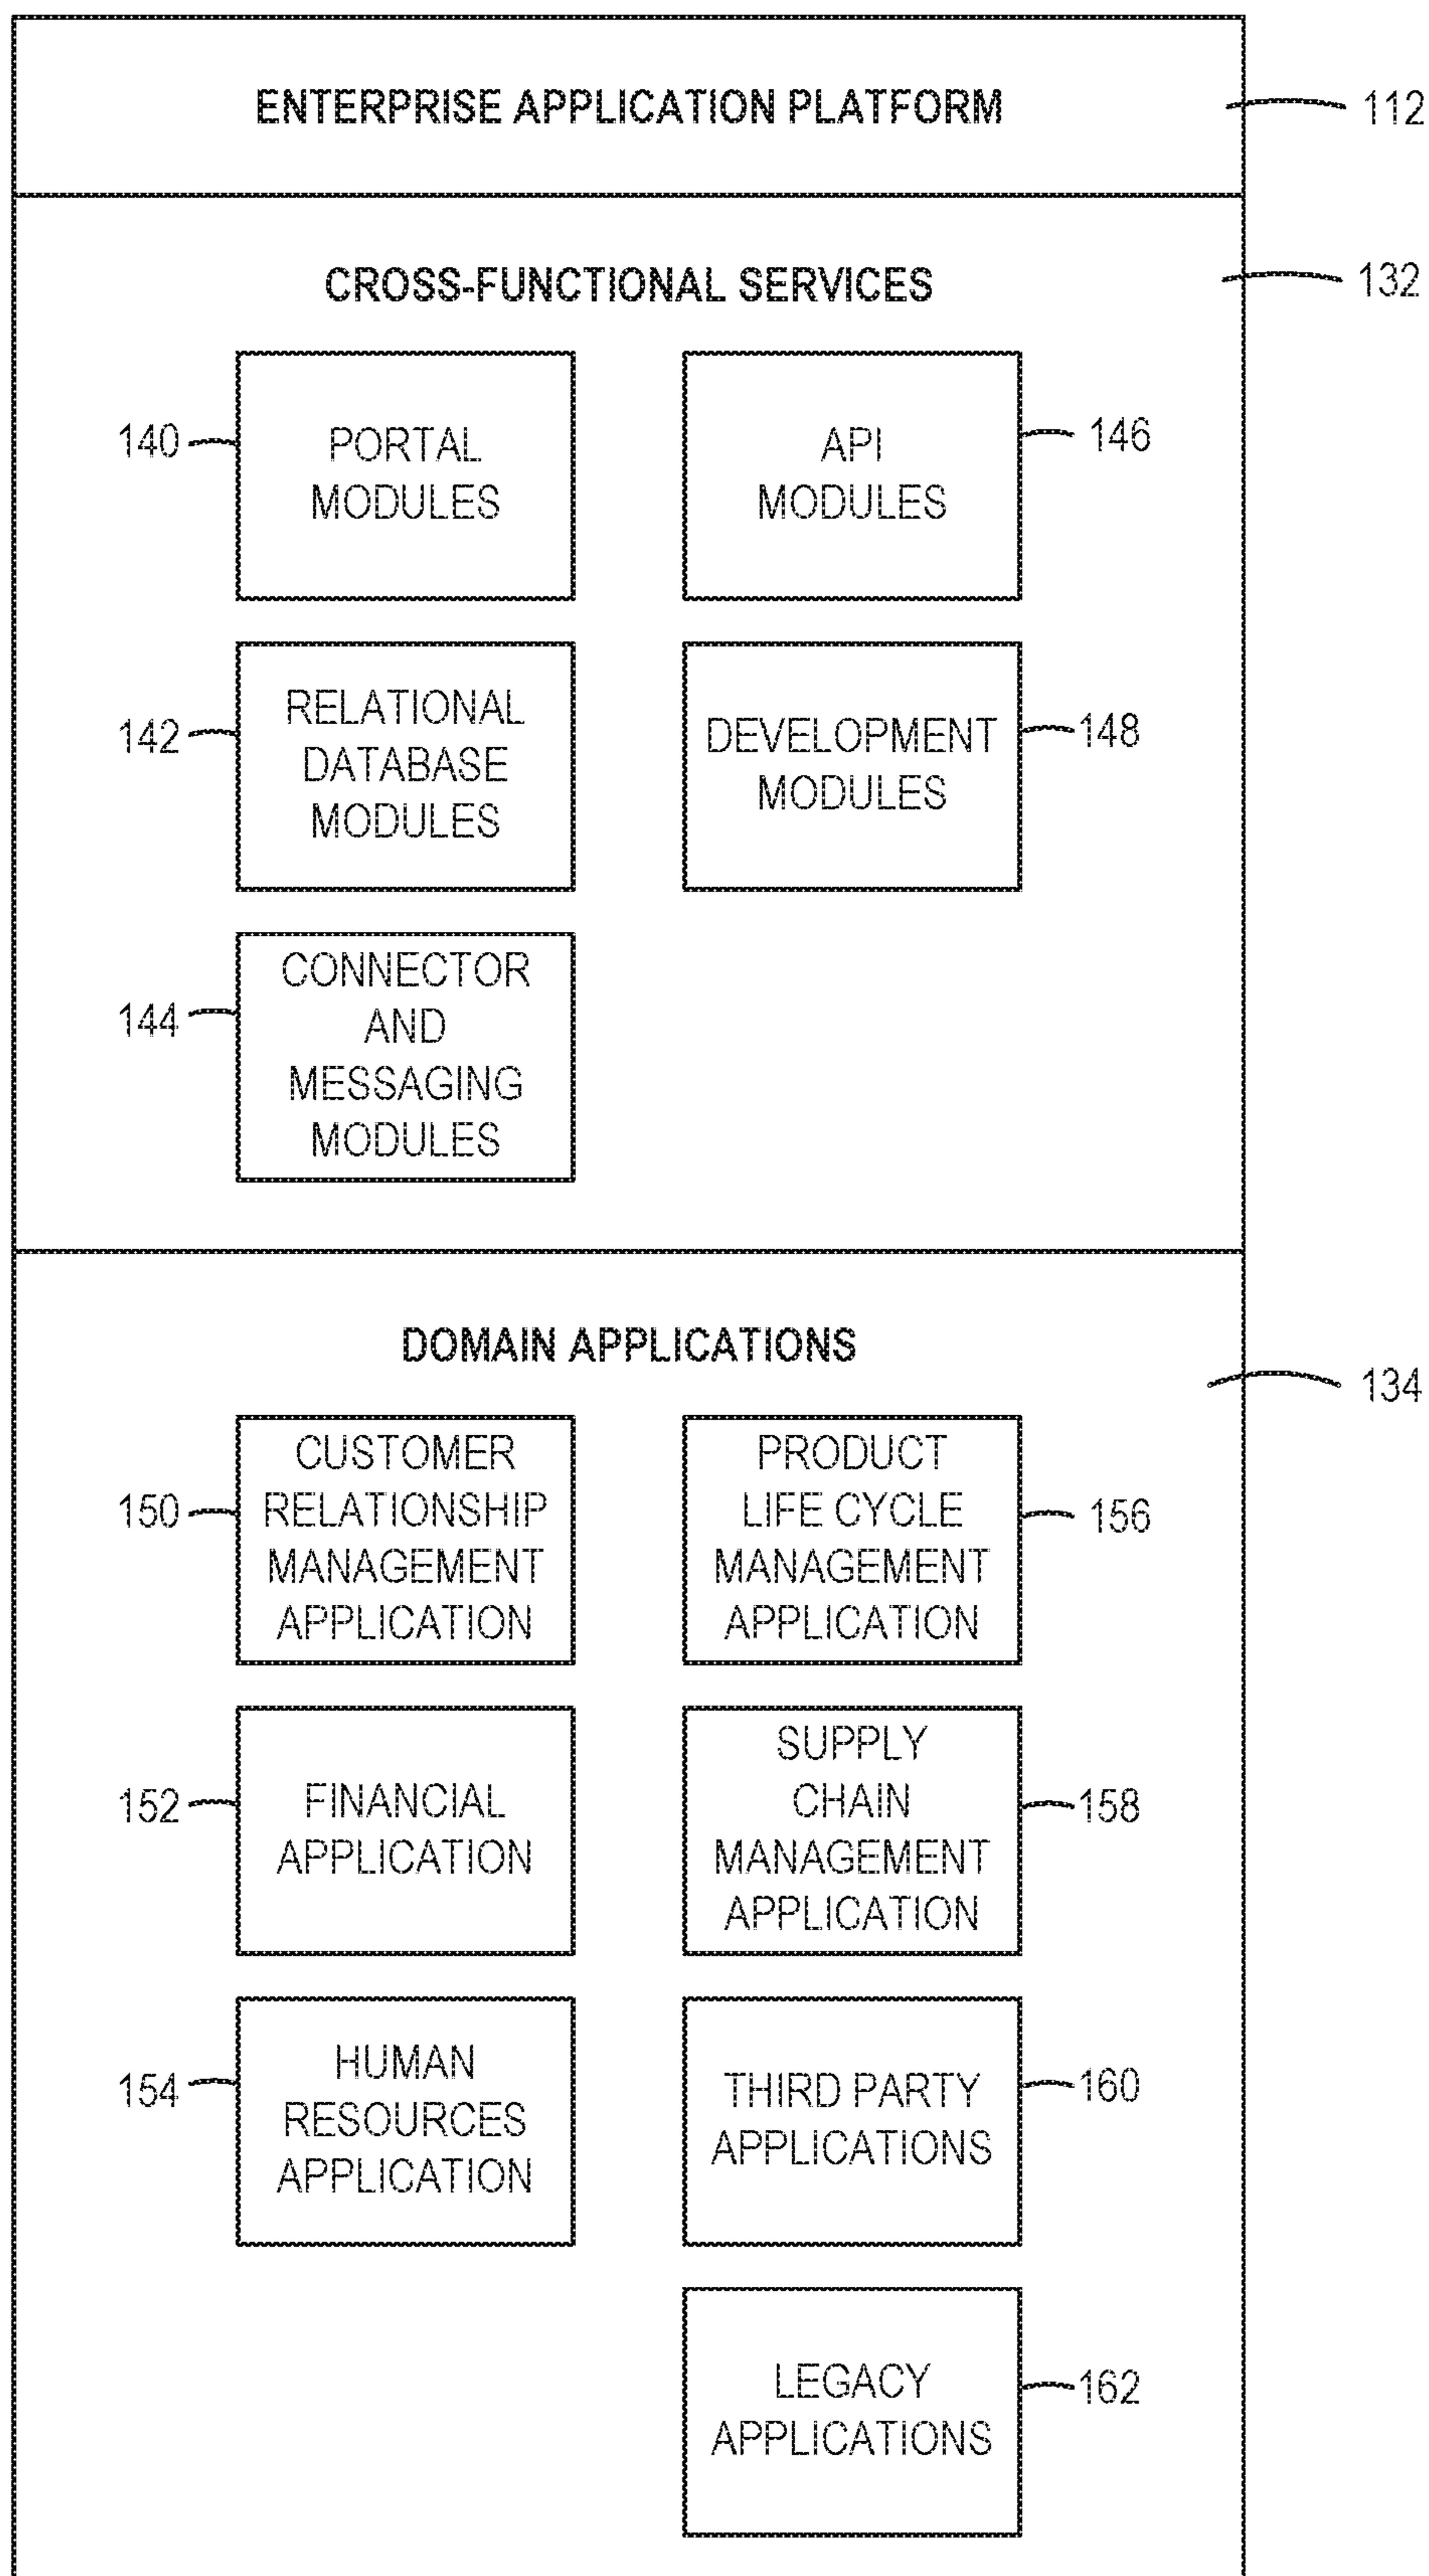 ENTERPRISE APPLICATION PLATFORM
112
CROSS-FUNCTIONAL SERVICES
132
140
PORTAL
MODULES
API
MODULES
146
142
RELATIONAL
DATABASE
MODULES
DEVELOPMENT
MODULES
148
144
CONNECTOR
AND
MESSAGING
MODULES
DOMAIN APPLICATIONS
134
150
CUSTOMER
RELATIONSHIP
MANAGEMENT
APPLICATION
PRODUCT
LIFE CYCLE
MANAGEMENT
APPLICATION
156
152
FINANCIAL
APPLICATION
SUPPLY
CHAIN
MANAGEMENT
APPLICATION
158
154
HUMAN
RESOURCES
APPLICATION
THIRD PARTY
APPLICATIONS
160
LEGACY
APPLICATIONS
162